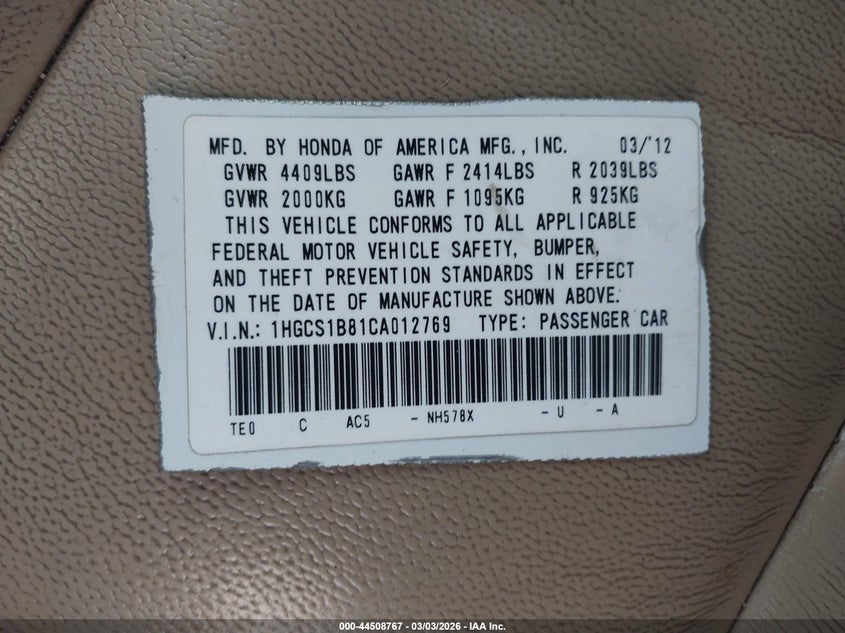 MFD. BY HONDA OF AMERICA MFG., INC. 03/'12
GVWR 4409LBS GAWR F 2414LBS R 2039LBS
GVWR 2000KG GAWR F 1095KG R 925KG
THIS VEHICLE CONFORMS TO ALL APPLICABLE
FEDERAL MOTOR VEHICLE SAFETY, BUMPER,
AND THEFT PREVENTION STANDARDS IN EFFECT
ON THE DATE OF MANUFACTURE SHOWN ABOVE.
V.I.N.: 1HGCS1B81CA012769 TYPE: PASSENGER CAR
TE0 C AC5 - NH578X - U - A
000-44508767 - 03/03/2026 - IAA Inc.